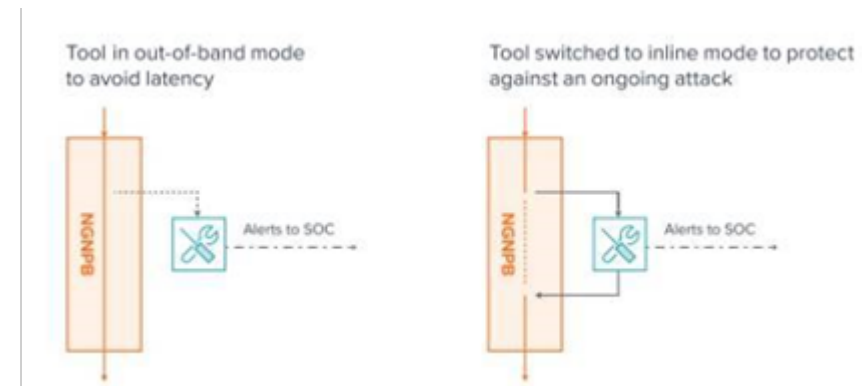 Tool in out-of-band mode
to avoid latency
Tool switched to inline mode to protect
against an ongoing attack
NGNPB
Alerts to SOC
NGNPB
Alerts to SOC